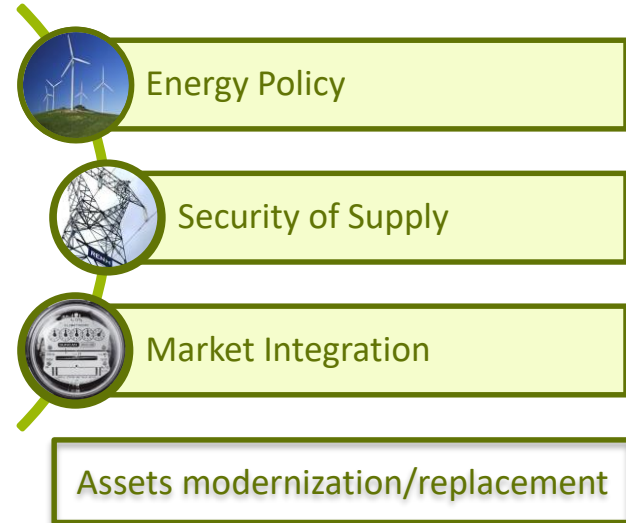 Energy Policy
Security of Supply
Market Integration
Assets modernization/replacement